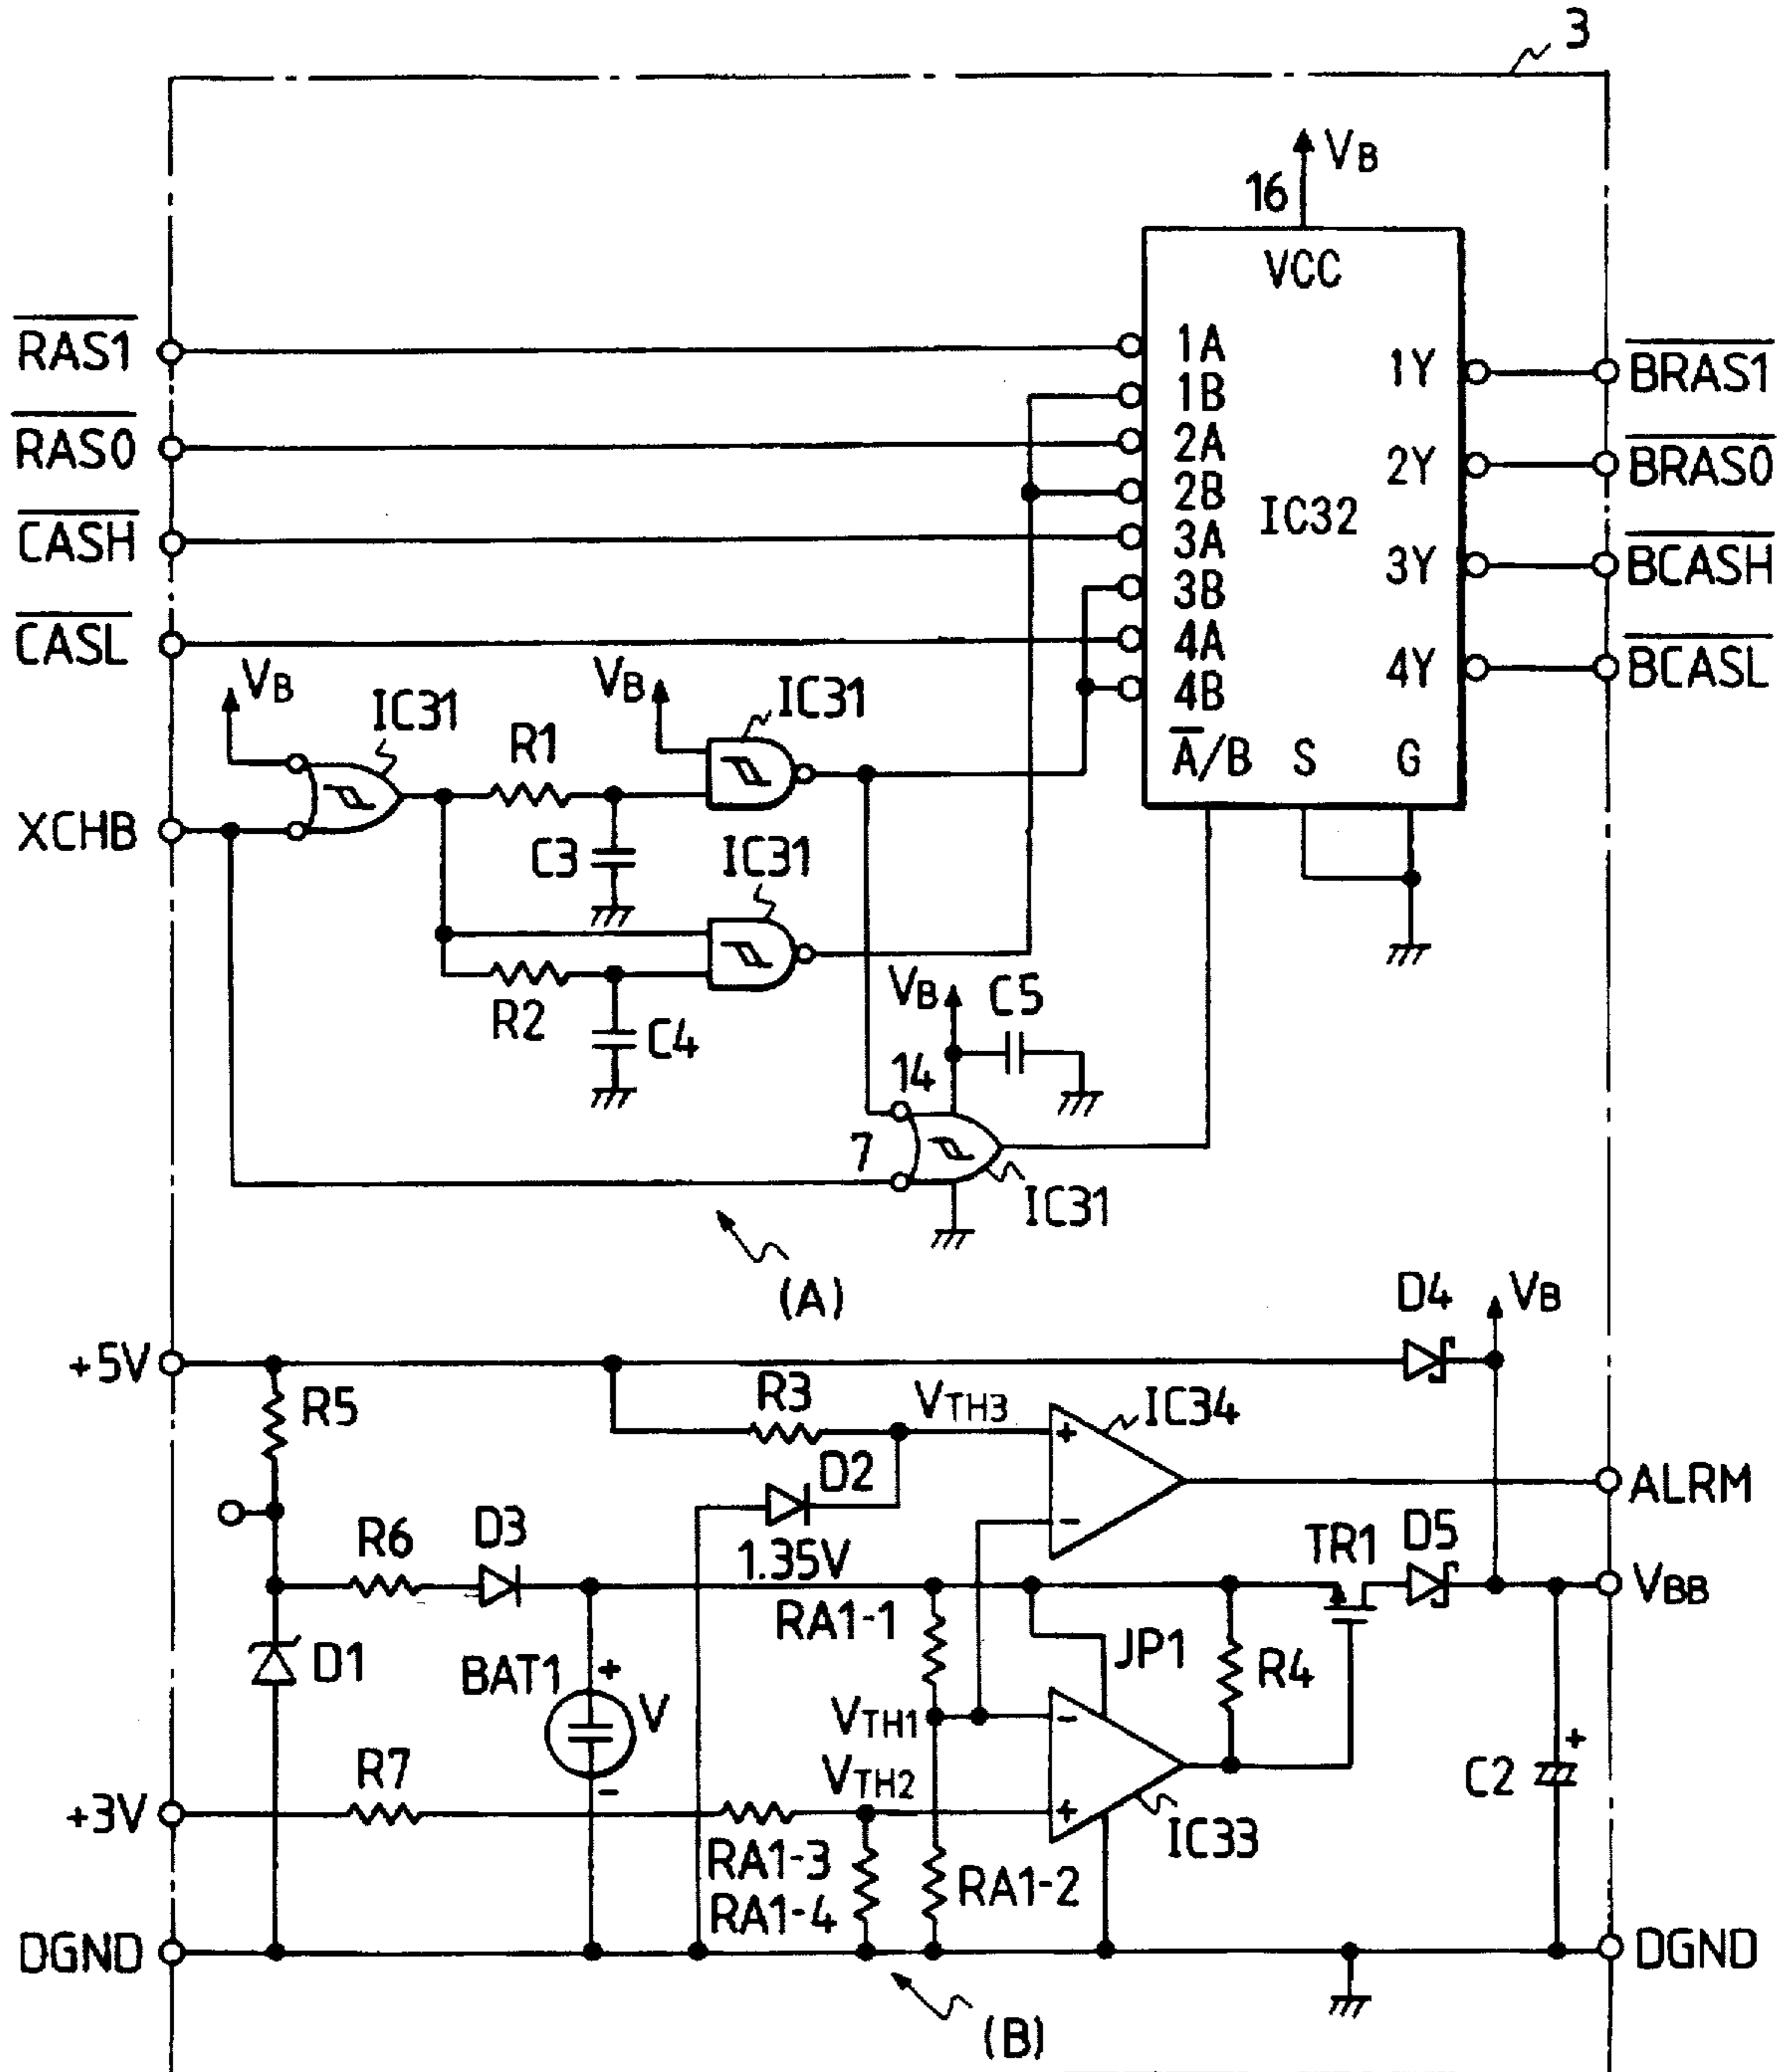 3
VB
16
VCC
RAS1
1A
1Y
BRAS1
1B
RAS0
2A
2Y
BRAS0
2B
IC32
CASH
3A
3Y
BCASH
3B
CASL
4A
4Y
BCASL
4B
VB
IC31
R1
VB
IC31
A/B
S
G
XCHB
C3
IC31
R2
C4
VB
C5
14
7
IC31
(A)
D4
VB
+5V
R5
R3
VTH3
IC34
D2
ALRM
R6
D3
1.35V
TR1
D5
VBB
RA1-1
JP1
R4
D1
BAT1
+
V
-
VTH1
VTH2
C2
+
R7
+3V
IC33
RA1-3
RA1-4
RA1-2
DGND
DGND
(B)
+
-
-
+